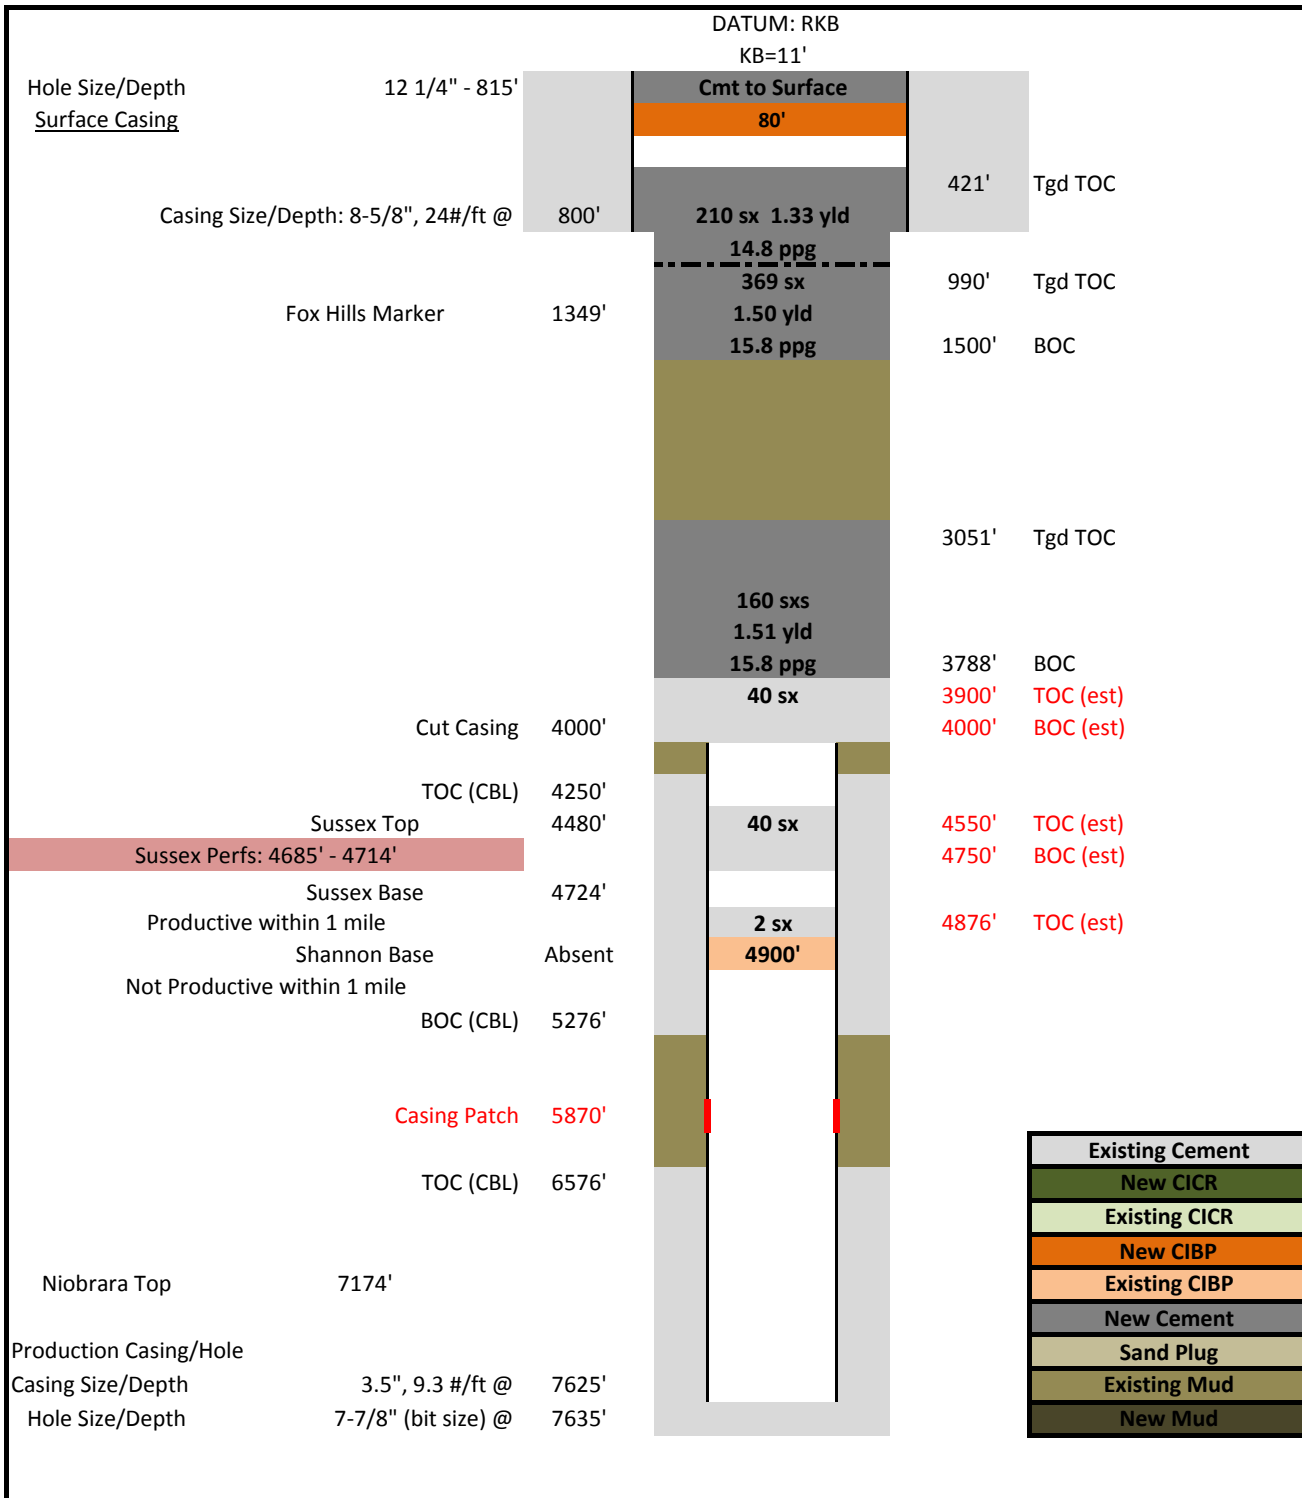 DATUM: RKB
KB=11'
Hole Size/Depth 12 1/4" - 815' Cmt to Surface
Surface Casing 80'
421' Tgd TOC
Casing Size/Depth: 8-5/8", 24#/ft @ 800' 210 sx 1.33 yld
14.8 ppg
369 sx 990' Tgd TOC
Fox Hills Marker 1349' 1.50 yld
15.8 ppg 1500' BOC
3051' Tgd TOC
160 sxs
1.51 yld
15.8 ppg 3788' BOC
40 sx 3900' TOC (est)
Cut Casing 4000' 4000' BOC (est)
TOC (CBL) 4250'
Sussex Top 4480' 40 sx 4550' TOC (est)
Sussex Perfs: 4685' - 4714' 4750' BOC (est)
Sussex Base 4724'
Productive within 1 mile 2 sx 4876' TOC (est)
Shannon Base Absent 4900'
Not Productive within 1 mile
BOC (CBL) 5276'
Casing Patch 5870'
TOC (CBL) 6576'
Niobrara Top 7174'
Production Casing/Hole
Casing Size/Depth 3.5", 9.3 #/ft @ 7625'
Hole Size/Depth 7-7/8" (bit size) @ 7635'
Existing Cement
New CICR
Existing CICR
New CIBP
Existing CIBP
New Cement
Sand Plug
Existing Mud
New Mud